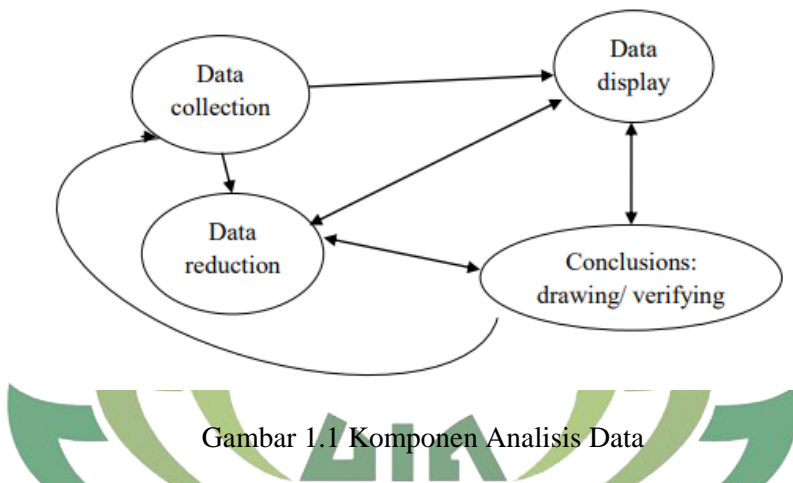 Data
collection
Data
display
Data
reduction
Conclusions:
drawing/ verifying
Gambar 1.1 Komponen Analisis Data